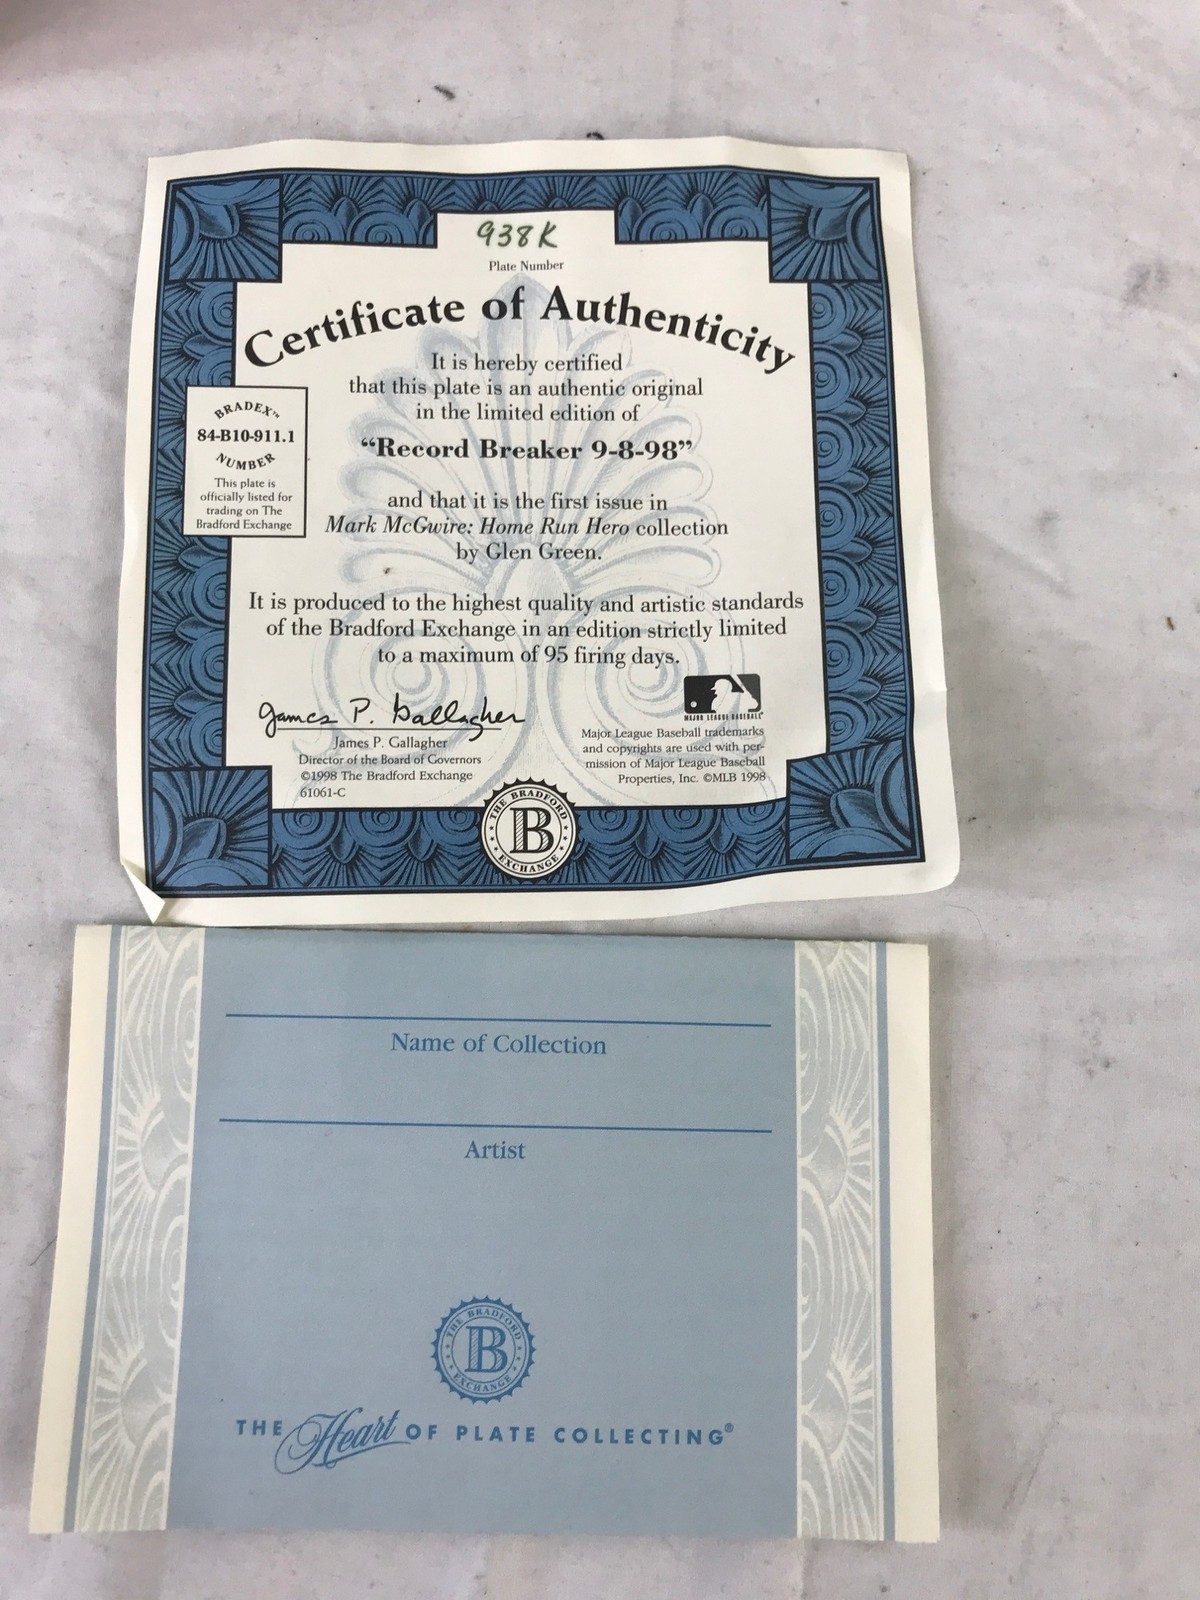 938K
Plate Number
Certificate of Authenticity
It is hereby certified
that this plate is an authentic original
in the limited edition of
“Record Breaker 9-8-98”
and that it is the first issue in
Mark McGwire: Home Run Hero collection
by Glen Green.
BRADEX™
84-B10-911.1
NUMBER
This plate is
officially listed for
trading on The
Bradford Exchange
It is produced to the highest quality and artistic standards
of the Bradford Exchange in an edition strictly limited
to a maximum of 95 firing days.
James P. Gallagher
James P. Gallagher
Director of the Board of Governors
©1998 The Bradford Exchange
61061-C
MAJOR LEAGUE BASEBALL
Major League Baseball trademarks
and copyrights are used with per-
mission of Major League Baseball
Properties, Inc. ©MLB 1998
THE BRADFORD
B
EXCHANGE
Name of Collection
Artist
THE BRADFORD
B
EXCHANGE
THE Heart OF PLATE COLLECTING®